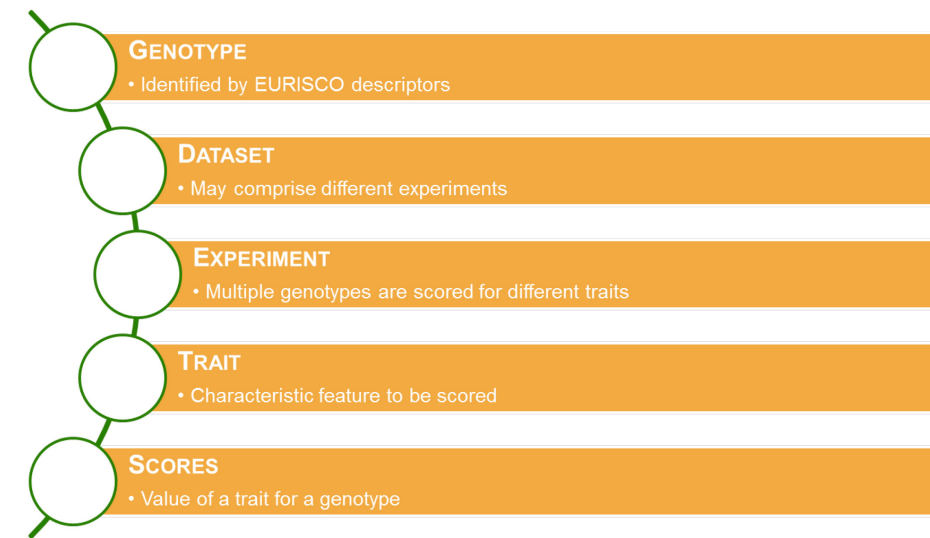 GENOTYPE
• Identified by EURISCO descriptors
DATASET
• May comprise different experiments
EXPERIMENT
• Multiple genotypes are scored for different traits
TRAIT
• Characteristic feature to be scored
SCORES
• Value of a trait for a genotype